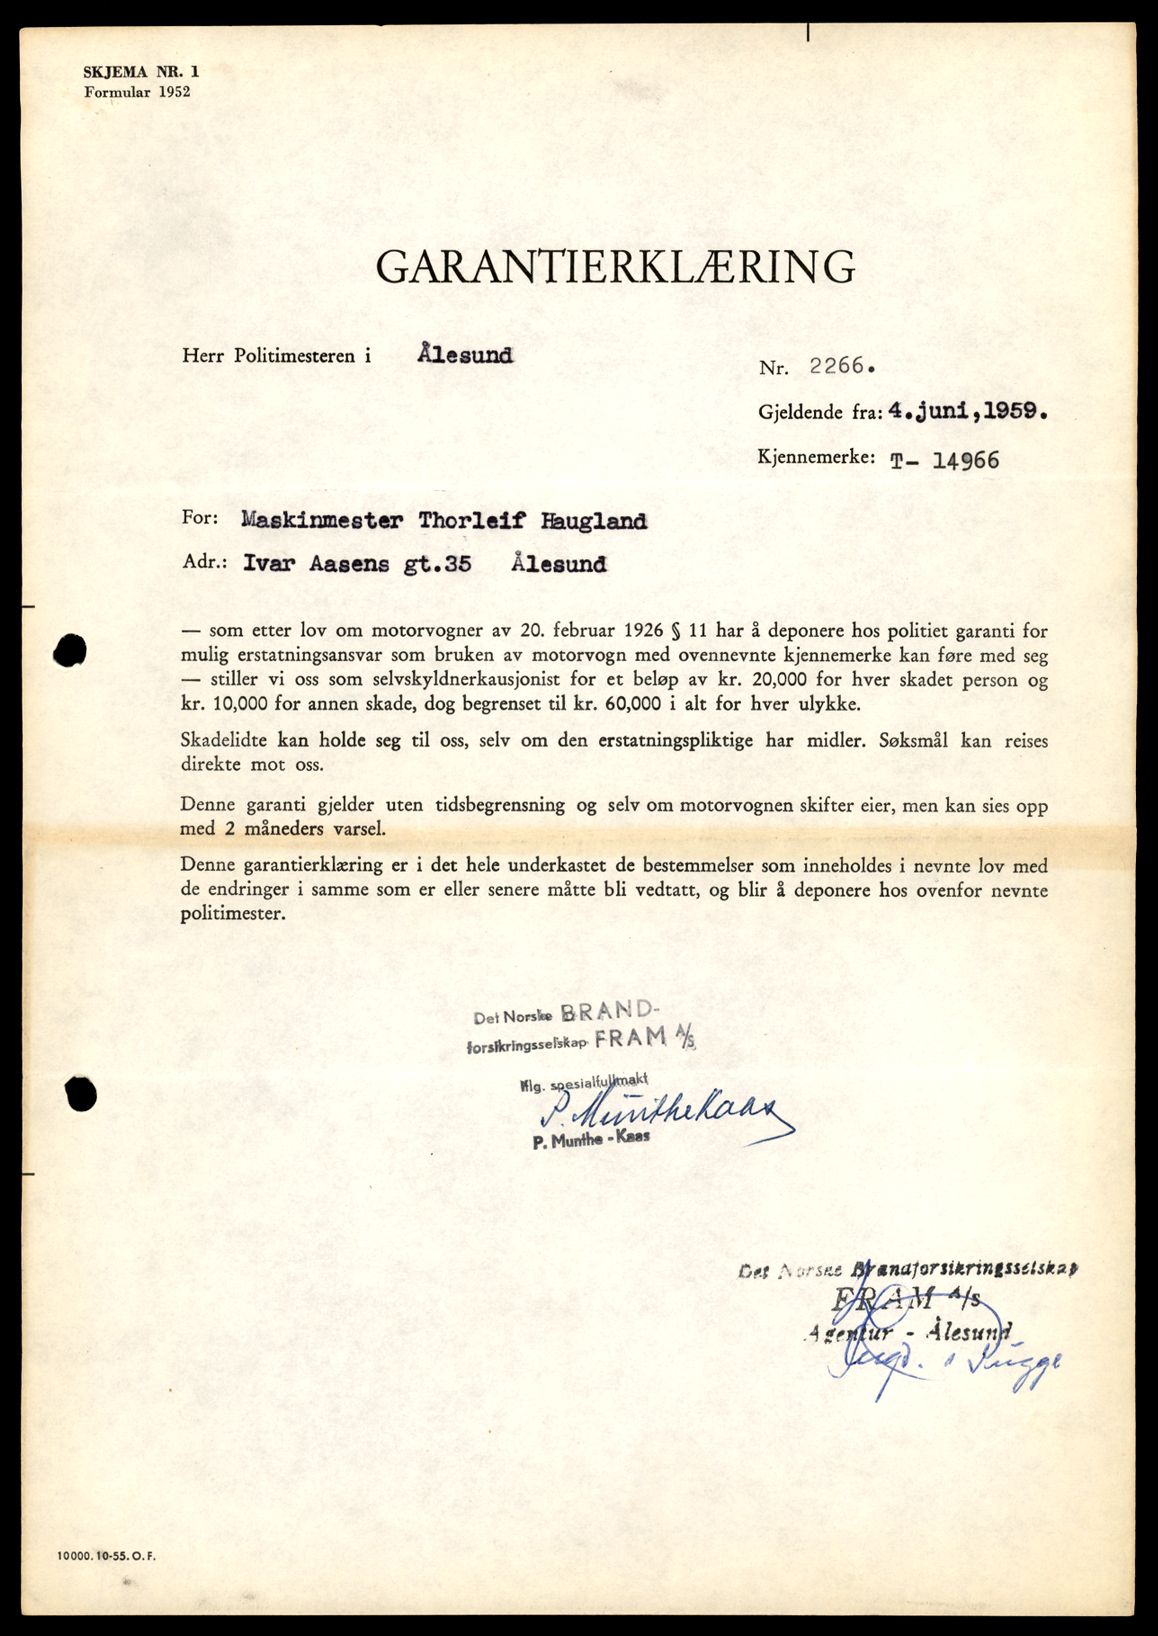 SKJEMA NR. 1
Formular 1952
GARANTIERKLÆRING
Herr Politimesteren i Ålesund
Nr. 2266.
Gjeldende fra: 4.juni,1959.
Kjennemerke: T- 14966
For: Maskinmester Thorleif Haugland
Adr.: Ivar Aasens gt.35 Ålesund
— som etter lov om motorvogner av 20. februar 1926 § 11 har å deponere hos politiet garanti for
mulig erstatningsansvar som bruken av motorvogn med ovennevnte kjennemerke kan føre med seg
— stiller vi oss som selvskyldnerkausjonist for et beløp av kr. 20,000 for hver skadet person og
kr. 10,000 for annen skade, dog begrenset til kr. 60,000 i alt for hver ulykke.
Skadelidte kan holde seg til oss, selv om den erstatningspliktige har midler. Søksmål kan reises
direkte mot oss.
Denne garanti gjelder uten tidsbegrensning og selv om motorvognen skifter eier, men kan sies opp
med 2 måneders varsel.
Denne garantierklæring er i det hele underkastet de bestemmelser som inneholdes i nevnte lov med
de endringer i samme som er eller senere måtte bli vedtatt, og blir å deponere hos ovenfor nevnte
politimester.
Det Norske BRAND-
forsikringsselskap FRAM A/S
Iflg. spesialfullmakt
P. Munthe Kaas
P. Munthe - Kaas
Det Norske Brandforsikringsselskap
FRAM A/S
Agentur - Ålesund
10000. 10-55. O. F.